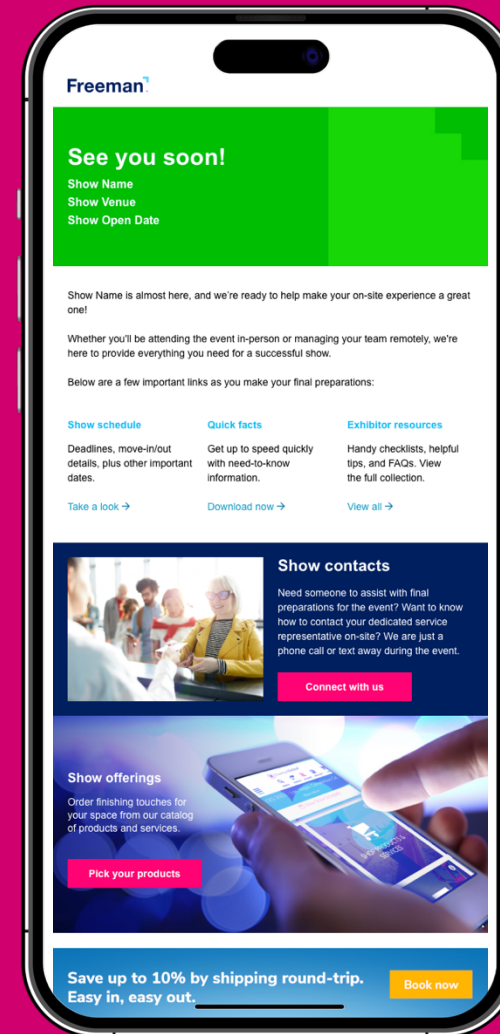 Freeman
See you soon!
Show Name
Show Venue
Show Open Date
Show Name is almost here, and we’re ready to help make your on-site experience a great
one!
Whether you’ll be attending the event in-person or managing your team remotely, we’re
here to provide everything you need for a successful show.
Below are a few important links as you make your final preparations:
Show schedule
Deadlines, move-in/out
details, plus other important
dates.
Take a look →
Quick facts
Get up to speed quickly
with need-to-know
information.
Download now →
Exhibitor resources
Handy checklists, helpful
tips, and FAQs. View
the full collection.
View all →
Show contacts
Need someone to assist with final
preparations for the event? Want to know
how to contact your dedicated service
representative on-site? We are just a
phone call or text away during the event.
Connect with us
Show offerings
Order finishing touches for
your space from our catalog
of products and services.
Pick your products
SHOP PRODUCTS &
SERVICES
Save up to 10% by shipping round-trip.
Easy in, easy out.
Book now